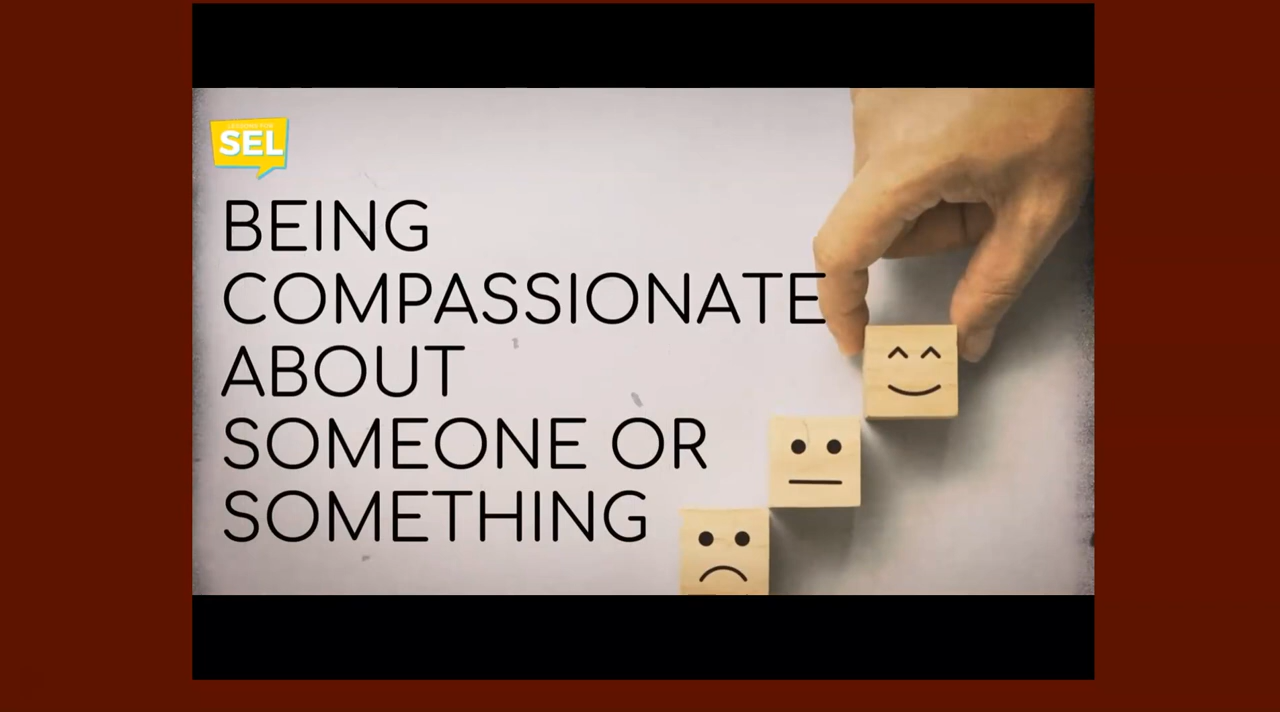 SEL
BEING
COMPASSIONATE
ABOUT
SOMEONE OR
SOMETHING